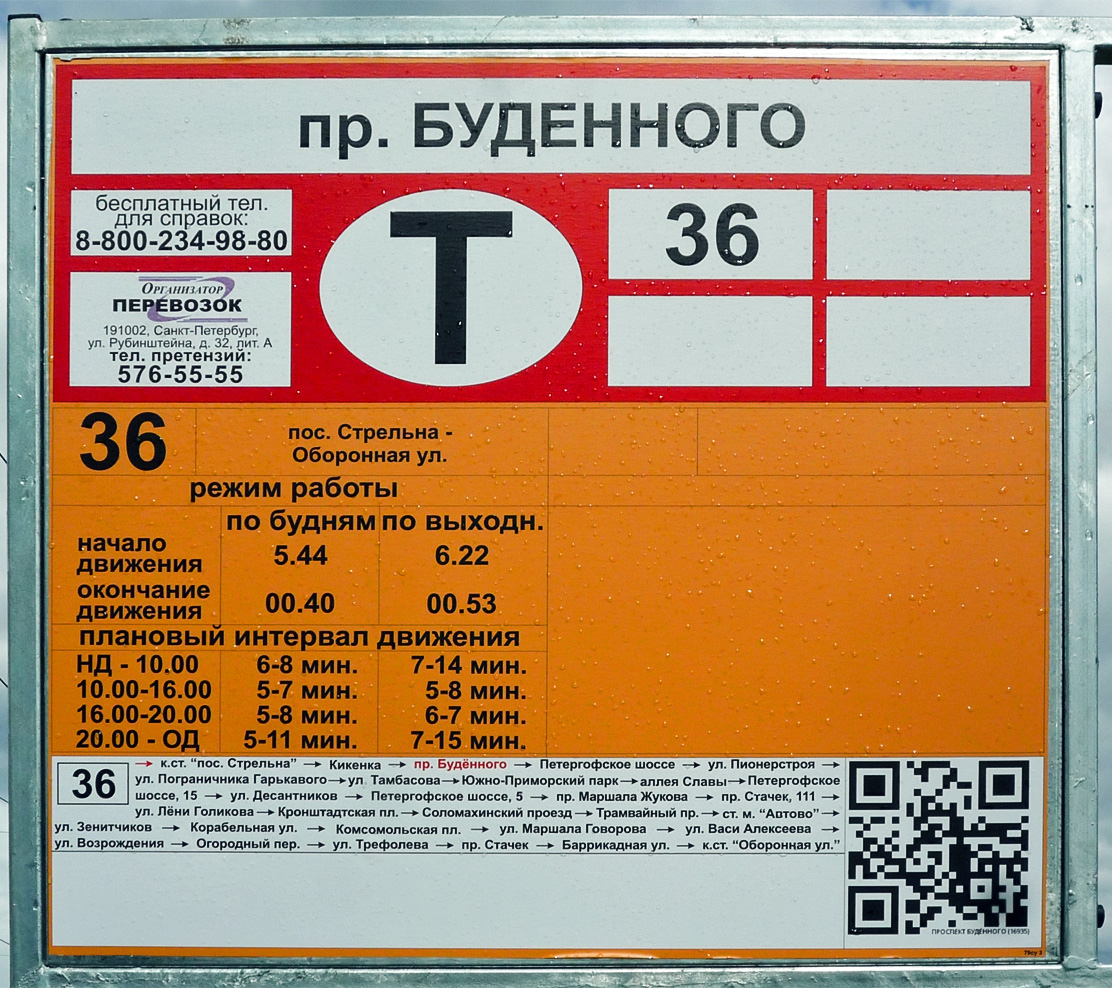 пр. БУДЕННОГО
бесплатный тел.
для справок:
8-800-234-98-80
Т
36
Организатор
ПЕРЕВОЗОК
191002, Санкт-Петербург,
ул. Рубинштейна, д. 32, лит. А
тел. претензий:
576-55-55
36
пос. Стрельна -
Оборонная ул.
режим работы
по будням по выходн.
начало
движения 5.44 6.22
окончание
движения 00.40 00.53
плановый интервал движения
НД - 10.00 6-8 мин. 7-14 мин.
10.00-16.00 5-7 мин. 5-8 мин.
16.00-20.00 5-8 мин. 6-7 мин.
20.00 - ОД 5-11 мин. 7-15 мин.
36
→ к.ст. “пос. Стрельна” → Кикенка → пр. Будённого → Петергофское шоссе → ул. Пионерстроя →
ул. Пограничника Гарькавого → ул Тамбасова → Южно-Приморский парк → аллея Славы → Петергофское
шоссе, 15 → ул. Десантников → Петергофское шоссе, 5 → пр. Маршала Жукова → пр. Стачек, 111 →
ул. Лёни Голикова → Кронштадтская пл. → Соломахинский проезд → Трамвайный пр. → ст. м. “Автово” →
ул. Зенитчиков → Корабельная ул. → Комсомольская пл. → ул. Маршала Говорова → ул. Васи Алексеева →
ул. Возрождения → Огородный пер. → ул. Трефолева → пр. Стачек → Баррикадная ул. → к.ст. “Оборонная ул.”
ПРОСПЕКТ БУДЁННОГО (16935)